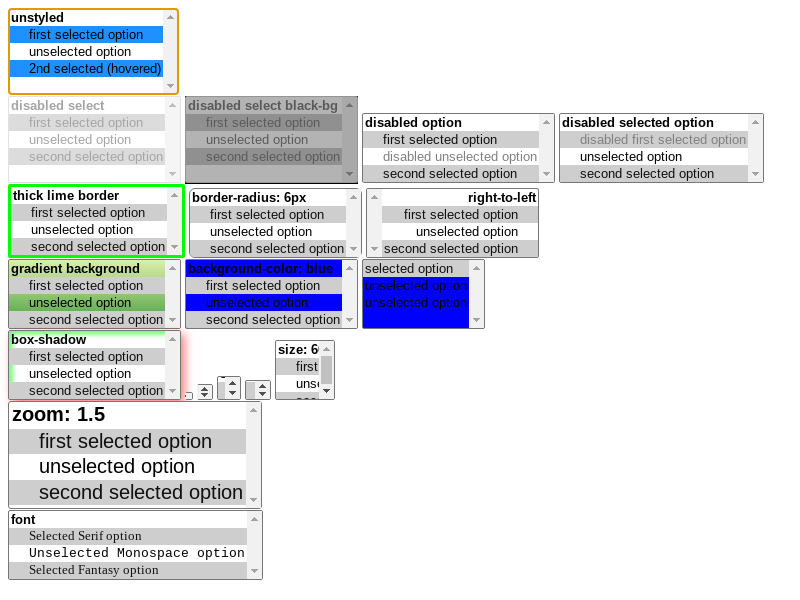 unstyled
first selected option
unselected option
2nd selected (hovered)
disabled select
first selected option
unselected option
second selected option
disabled select black-bg
first selected option
unselected option
second selected option
disabled option
first selected option
disabled unselected option
second selected option
disabled selected option
disabled first selected option
unselected option
second selected option
thick lime border
first selected option
unselected option
second selected option
border-radius: 6px
first selected option
unselected option
second selected option
right-to-left
first selected option
unselected option
second selected option
gradient background
first selected option
unselected option
second selected option
background-color: blue
first selected option
unselected option
second selected option
selected option
unselected option
unselected option
box-shadow
first selected option
unselected option
second selected option
size: 6
first
zoom: 1.5
first selected option
unselected option
second selected option
font
Selected Serif option
Unselected Monospace option
Selected Fantasy option